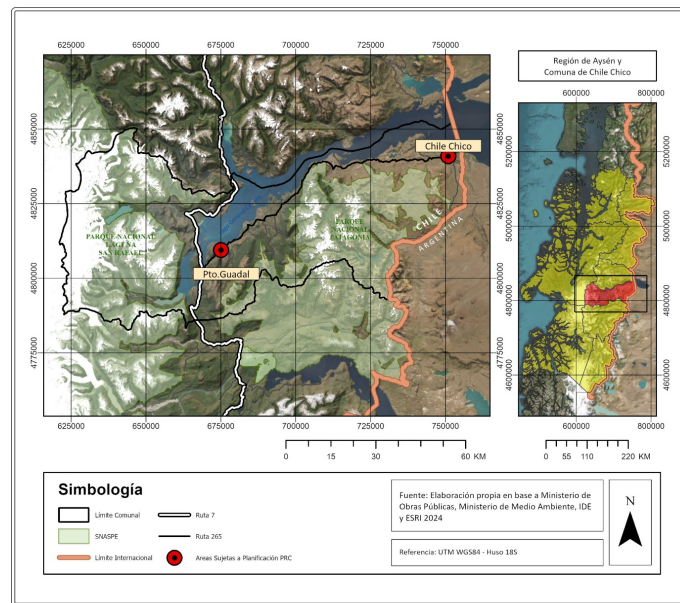 625000 650000 675000 700000 725000 750000
Región de Aysén y
Comuna de Chile Chico
600000 800000
4850000
4825000
4800000
4775000
4850000
4825000
4800000
4775000
5200000
5000000
4800000
4600000
5200000
5000000
4800000
4600000
Chile Chico
PARQUE NACIONAL
LAGUNA
SAN RAFAEL
PARQUE
NACIONAL
PATAGONIA
CHILE
ARGENTINA
Pto.Guadal
625000 650000 675000 700000 725000 750000
600000 800000
0 15 30 60 KM
0 55 110 220 KM
Simbología
Límite Comunal
Ruta 7
SNASPE
Ruta 265
Límite Internacional
Areas Sujetas a Planificación PRC
Fuente: Elaboración propia en base a Ministerio de
Obras Públicas, Ministerio de Medio Ambiente, IDE
y ESRI 2024
Referencia: UTM WGS84 - Huso 18S
N